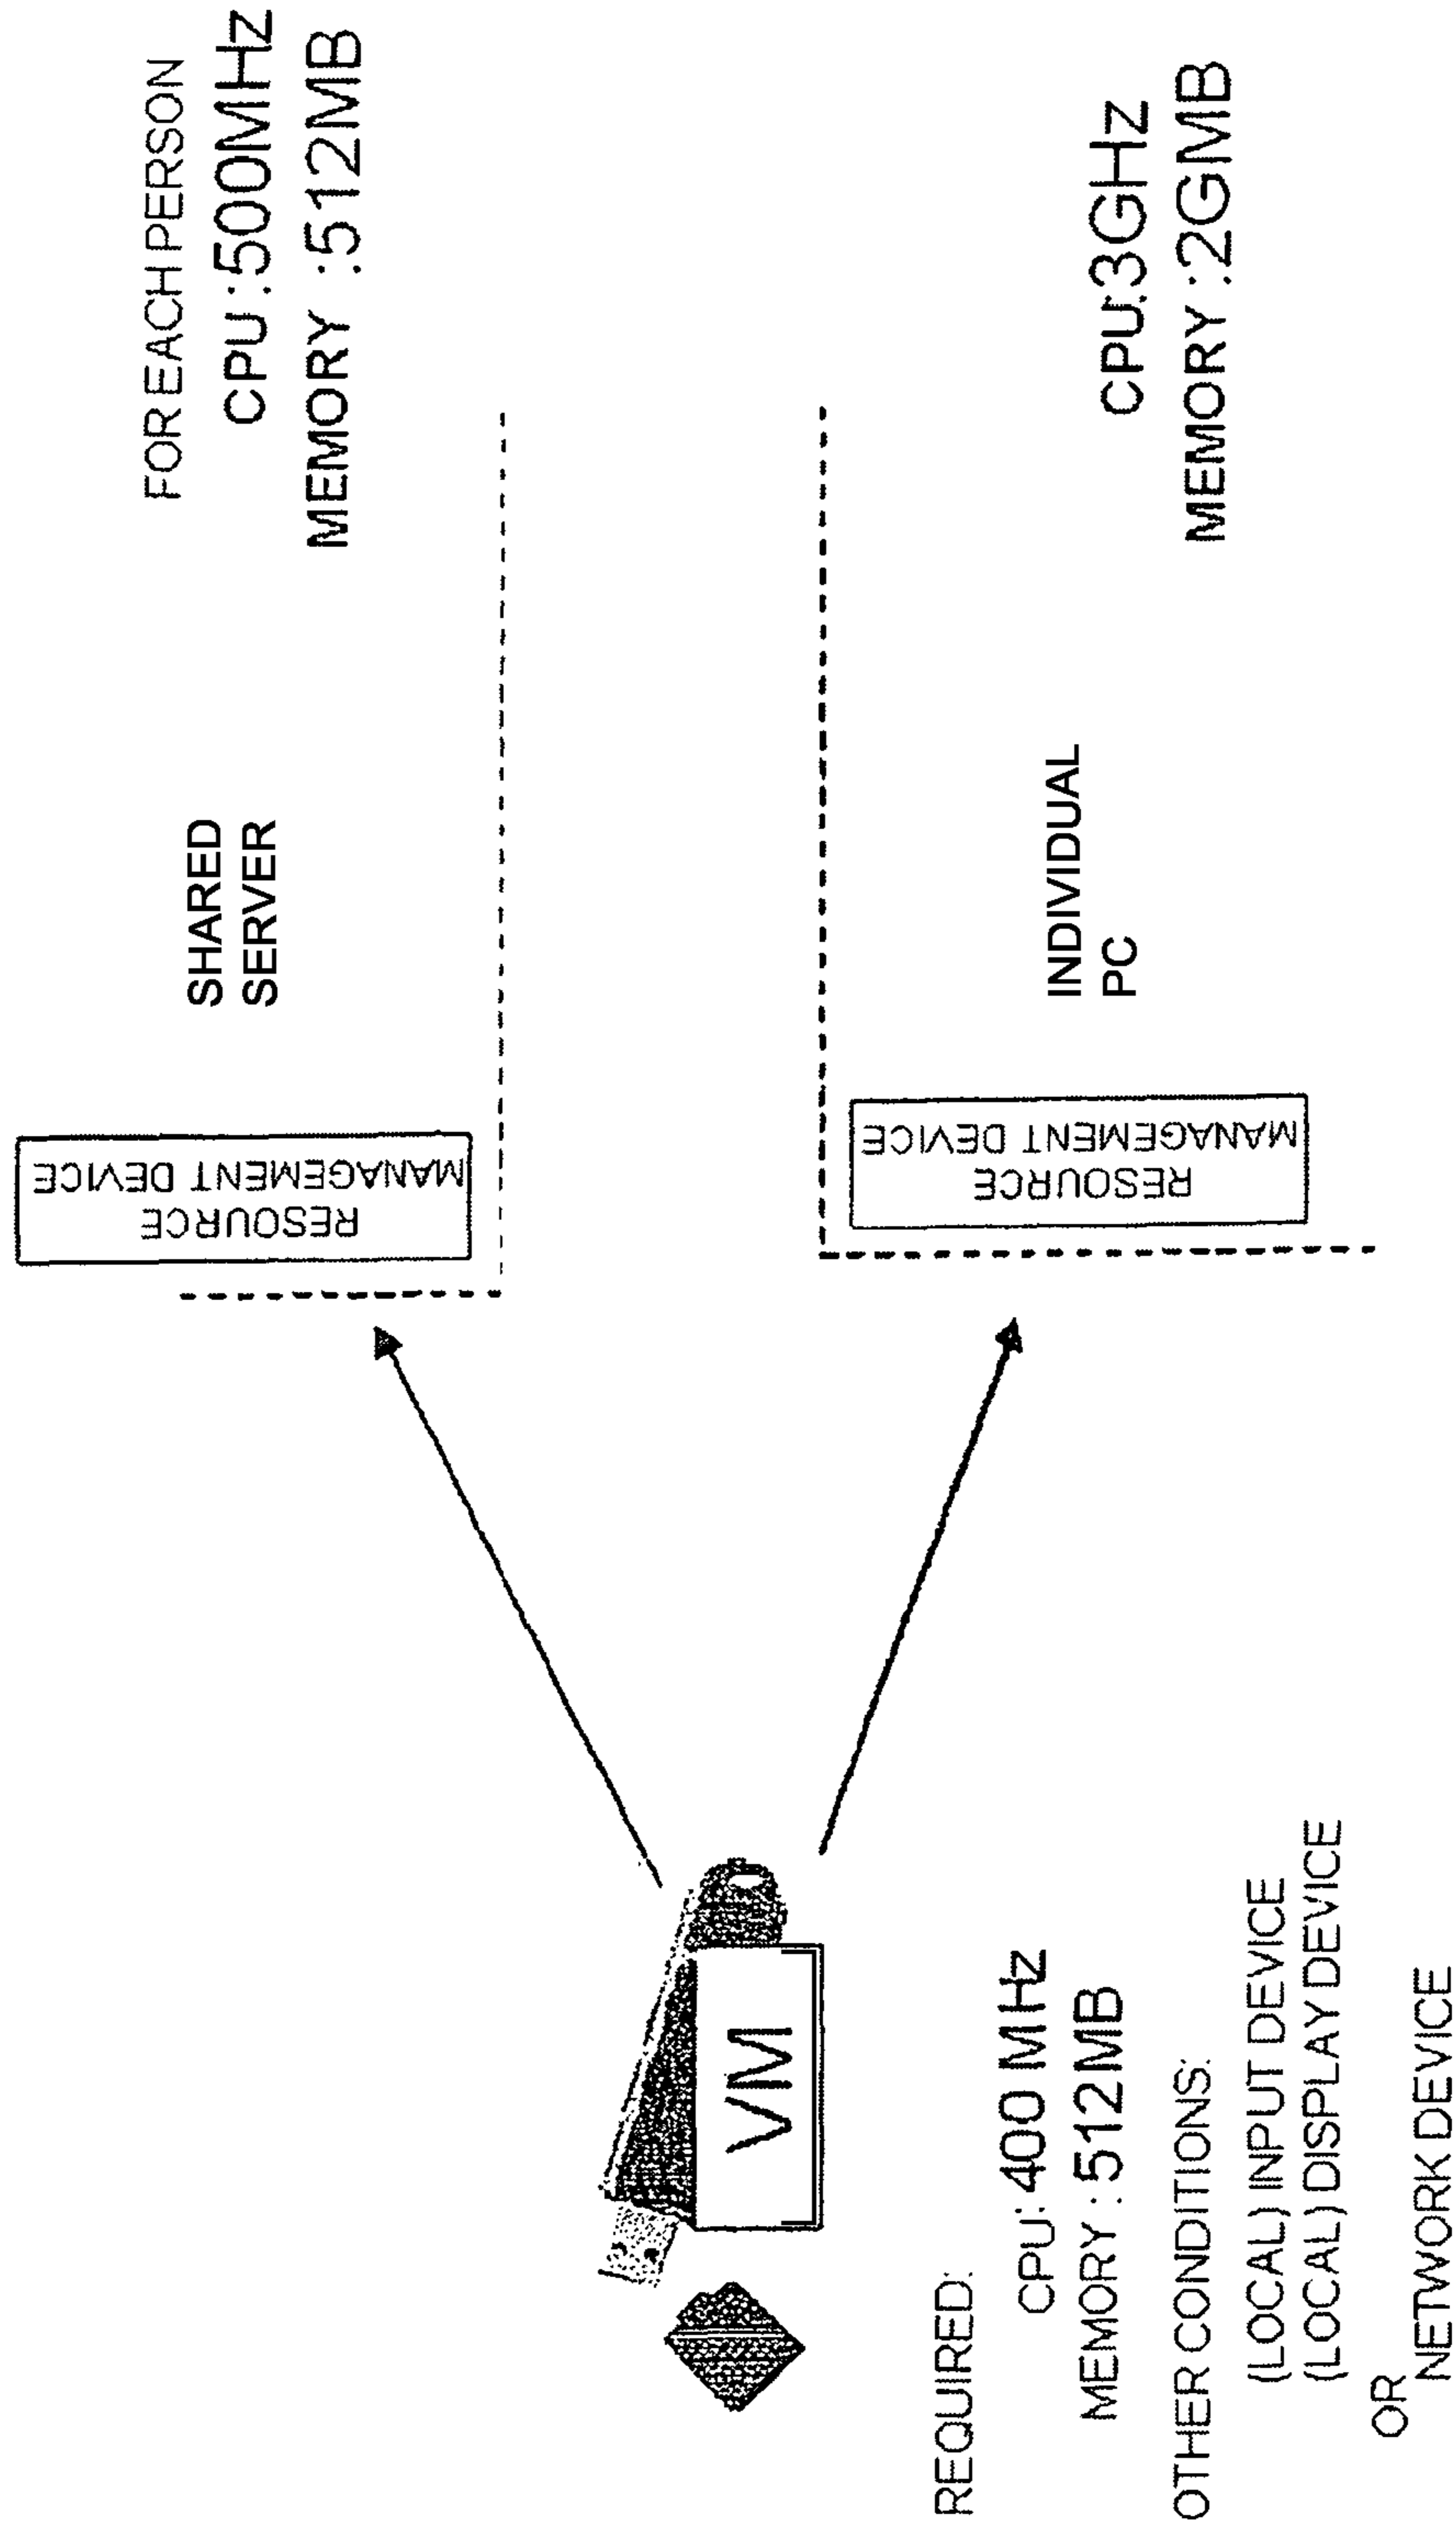 FOR EACH PERSON
CPU :500MHz
MEMORY :512MB
SHARED
SERVER
RESOURCE
MANAGEMENT DEVICE
VM
REQUIRED:
CPU: 400 MHz
MEMORY : 512MB
OTHER CONDITIONS:
(LOCAL) INPUT DEVICE
(LOCAL) DISPLAY DEVICE
OR
NETWORK DEVICE
RESOURCE
MANAGEMENT DEVICE
INDIVIDUAL
PC
CPU:3GHz
MEMORY :2GMB